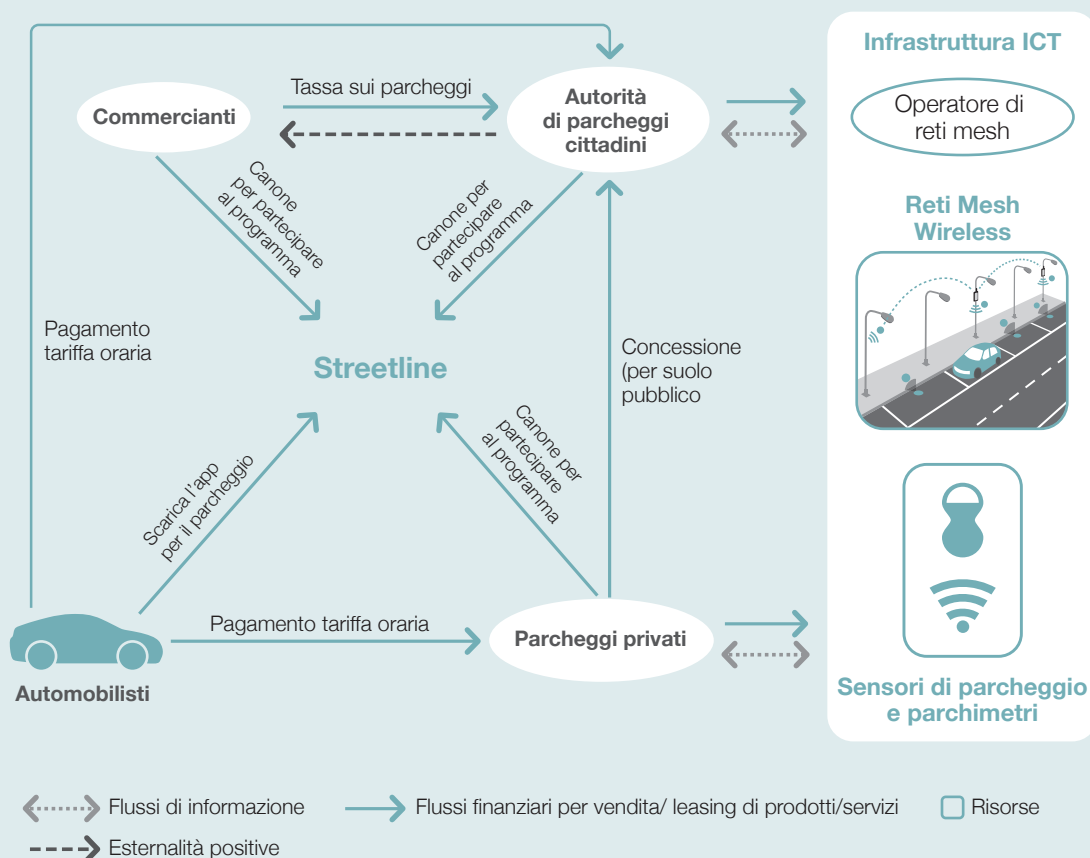 Infrastruttura ICT
Tassa sui parcheggi
Commercianti
Autorità
di parcheggi
cittadini
Operatore di
reti mesh
Canone
per partecipare
al programma
Canone per
partecipare
al programma
Reti Mesh
Wireless
Pagamento
tariffa oraria
Streetline
Concessione
(per suolo
pubblico
Scarica l'app
per il parcheggio
Canone per
partecipare
al programma
Pagamento tariffa oraria
Parcheggi privati
Automobilisti
Sensori di parcheggio
e parchimetri
Flussi di informazione
Flussi finanziari per vendita/ leasing di prodotti/servizi
Risorse
Esternalità positive